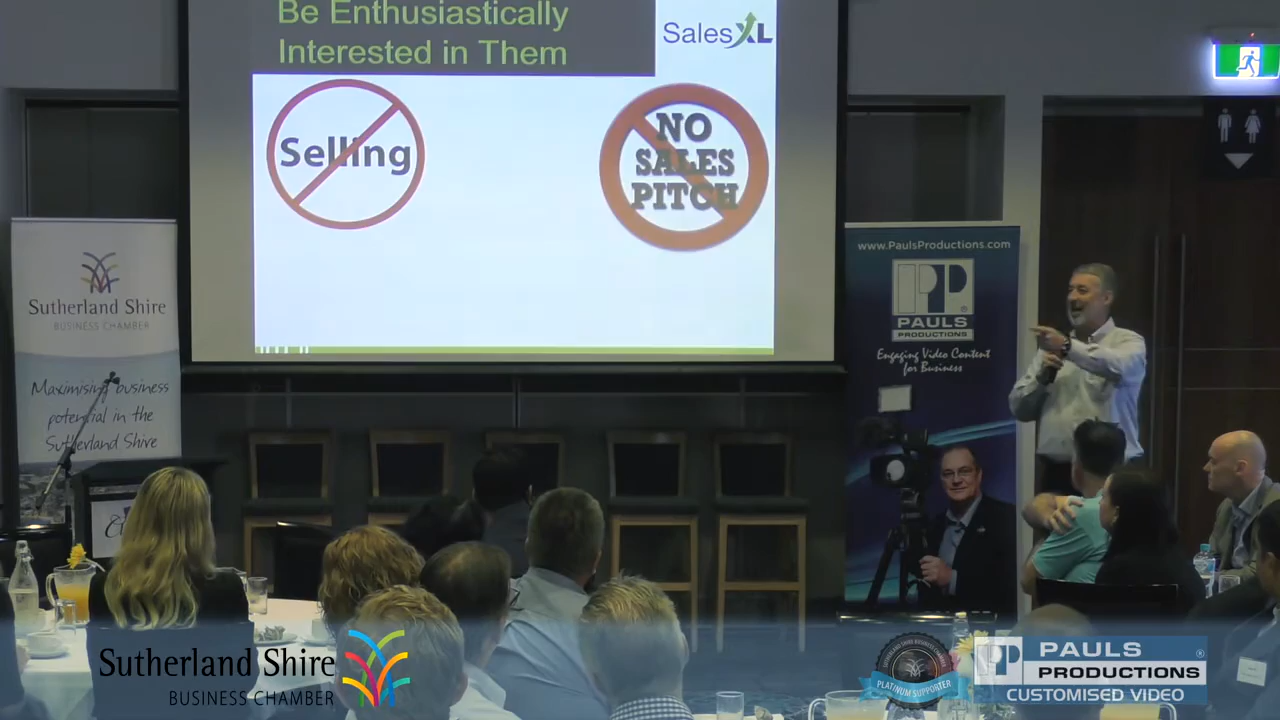 Be Enthusiastically
Interested in Them
SalesXL
Selling
NO
SALES
PITCH
Sutherland Shire
BUSINESS CHAMBER
Maximising business
potential in the
Sutherland Shire
www.PaulsProductions.com
PP
PAULS
PRODUCTIONS
Engaging Video Content
for Business
Sutherland Shire
BUSINESS CHAMBER
PLATINUM SUPPORTER
PP
PAULS
PRODUCTIONS
CUSTOMISED VIDEO